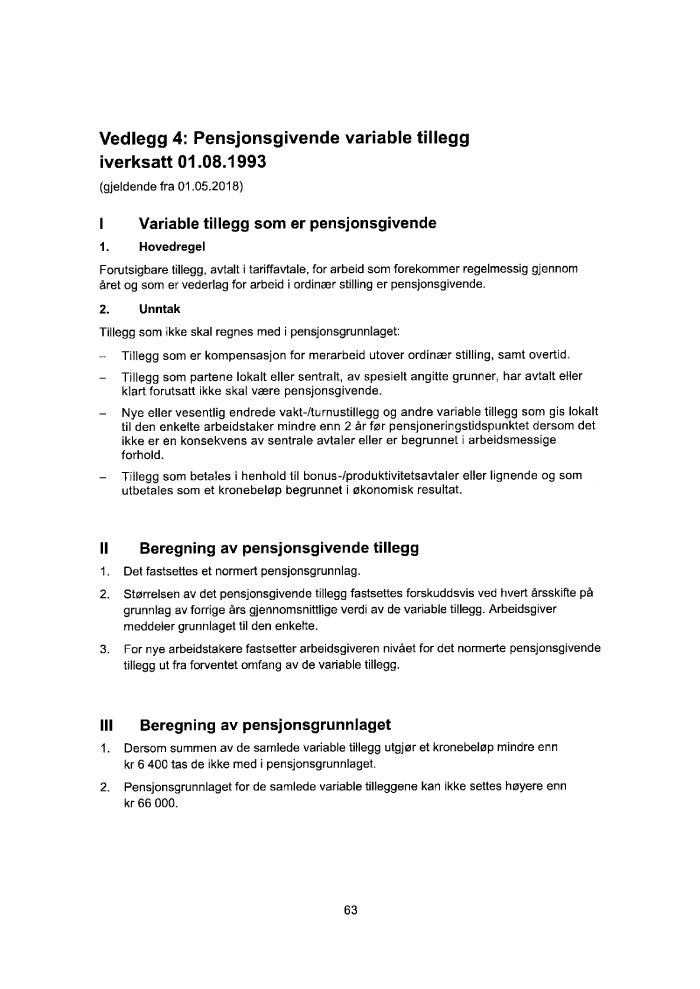 Vedlegg 4: Pensjonsgivende variable tillegg
iverksatt 01.08.1993
(gjeldende fra 01.05.2018)
I Variable tillegg som er pensjonsgivende
1. Hovedregel
Forutsigbare tillegg, avtalt i tariffavtale, for arbeid som forekommer regelmessig gjennom
året og som er vederlag for arbeid i ordinær stilling er pensjonsgivende.
2. Unntak
Tillegg som ikke skal regnes med i pensjonsgrunnlaget:
– Tillegg som er kompensasjon for merarbeid utover ordinær stilling, samt overtid.
– Tillegg som partene lokalt eller sentralt, av spesielt angitte grunner, har avtalt eller
klart forutsatt ikke skal være pensjonsgivende.
– Nye eller vesentlig endrede vakt-/turnustillegg og andre variable tillegg som gis lokalt
til den enkelte arbeidstaker mindre enn 2 år før pensjoneringstidspunktet dersom det
ikke er en konsekvens av sentrale avtaler eller er begrunnet i arbeidsmessige
forhold.
– Tillegg som betales i henhold til bonus-/produktivitetsavtaler eller lignende og som
utbetales som et kronebeløp begrunnet i økonomisk resultat.
II Beregning av pensjonsgivende tillegg
1. Det fastsettes et normert pensjonsgrunnlag.
2. Størrelsen av det pensjonsgivende tillegg fastsettes forskuddsvis ved hvert årsskifte på
grunnlag av forrige års gjennomsnittlige verdi av de variable tillegg. Arbeidsgiver
meddeler grunnlaget til den enkelte.
3. For nye arbeidstakere fastsetter arbeidsgiveren nivået for det normerte pensjonsgivende
tillegg ut fra forventet omfang av de variable tillegg.
III Beregning av pensjonsgrunnlaget
1. Dersom summen av de samlede variable tillegg utgjør et kronebeløp mindre enn
kr 6 400 tas de ikke med i pensjonsgrunnlaget.
2. Pensjonsgrunnlaget for de samlede variable tilleggene kan ikke settes høyere enn
kr 66 000.
63